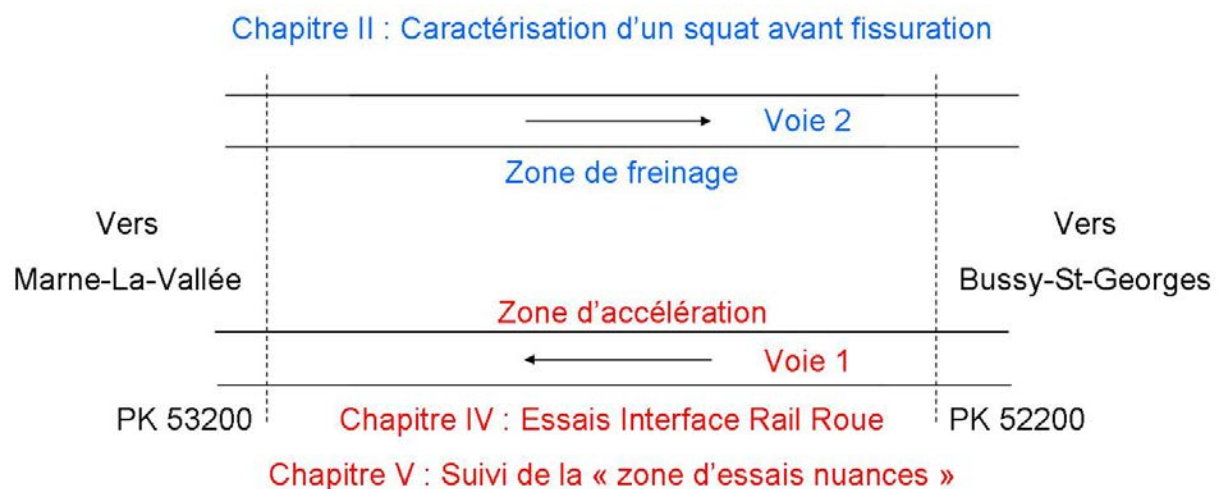 Chapitre II : Caractérisation d’un squat avant fissuration
Voie 2
Zone de freinage
Vers
Marne-La-Vallée
Vers
Bussy-St-Georges
Zone d’accélération
Voie 1
PK 53200
Chapitre IV : Essais Interface Rail Roue
PK 52200
Chapitre V : Suivi de la « zone d’essais nuances »